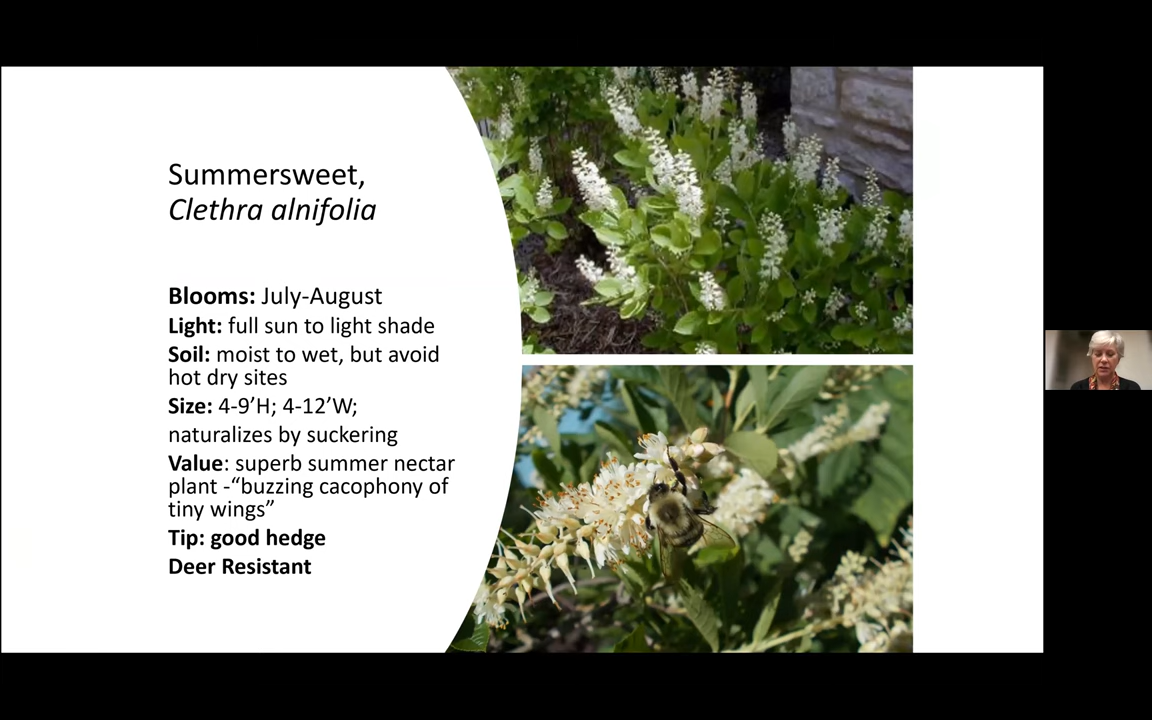 Summersweet,
Clethra alnifolia
Blooms: July-August
Light: full sun to light shade
Soil: moist to wet, but avoid
hot dry sites
Size: 4-9’H; 4-12’W;
naturalizes by suckering
Value: superb summer nectar
plant -“buzzing cacophony of
tiny wings”
Tip: good hedge
Deer Resistant